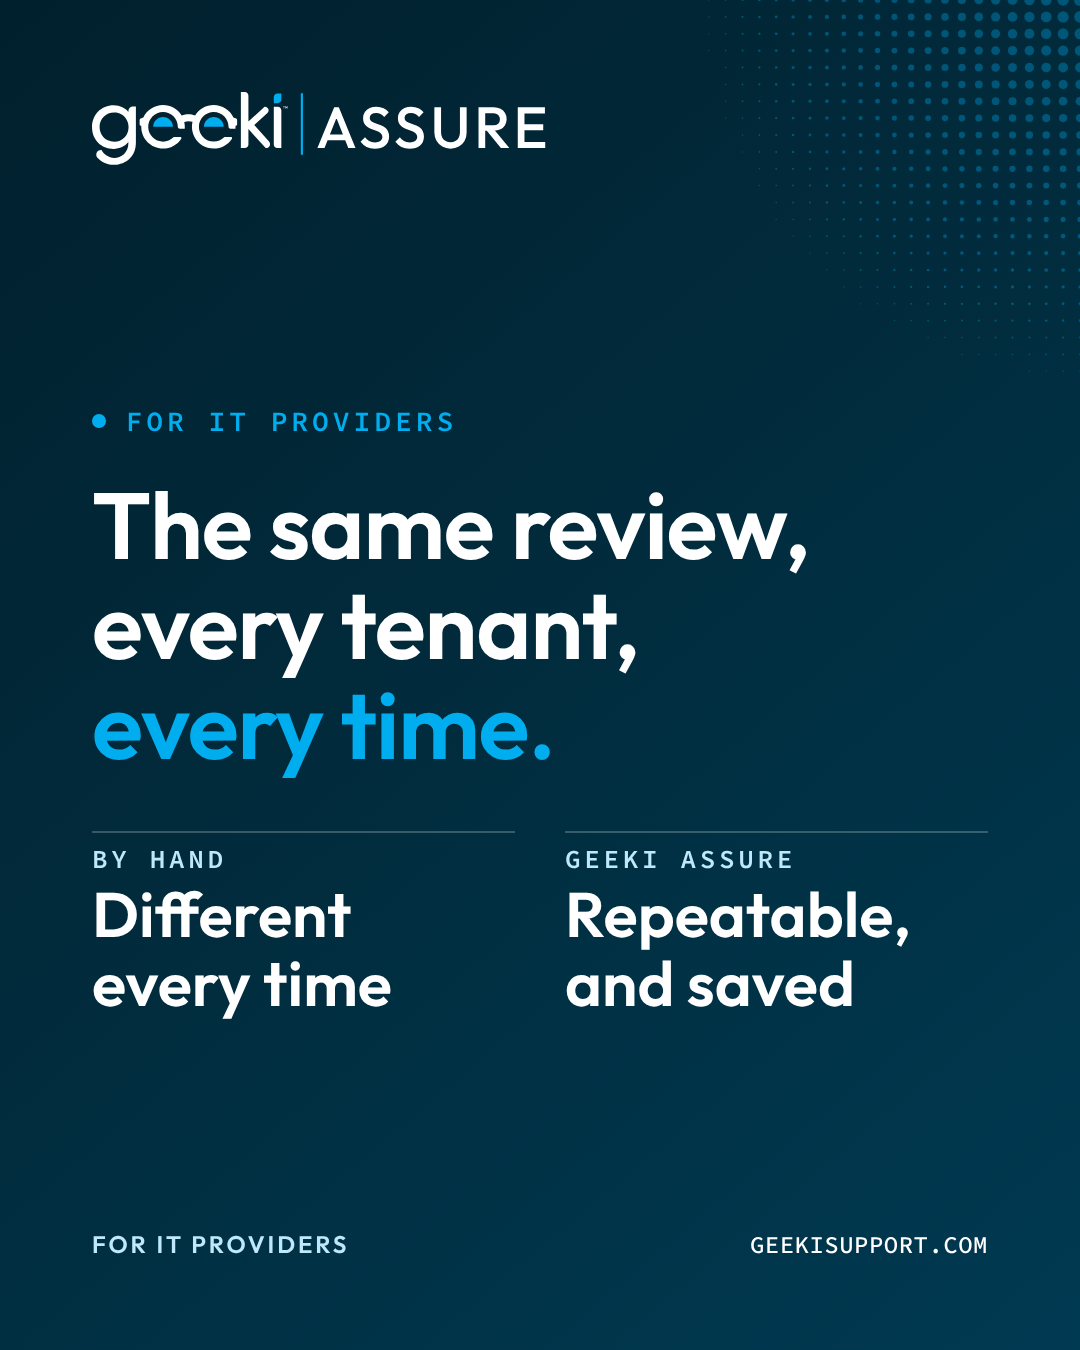 geeki™ | ASSURE
FOR IT PROVIDERS
The same review,
every tenant,
every time.
BY HAND
Different
every time
GEEKI ASSURE
Repeatable,
and saved
FOR IT PROVIDERS
GEEKISUPPORT.COM